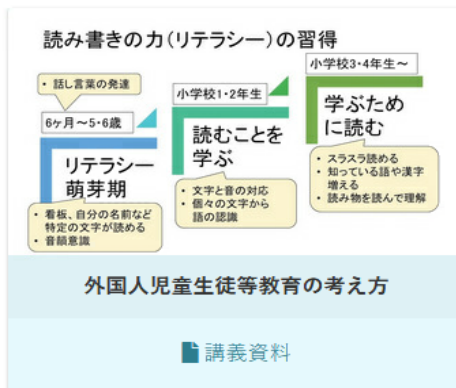 読み書きの力(リテラシー)の習得
・ 話し言葉の発達
6ヶ月～5・6歳
リテラシー
萌芽期
・ 看板、自分の名前など
特定の文字が読める
・ 音韻意識
小学校1・2年生
読むことを
学ぶ
・ 文字と音の対応
・ 個々の文字から
語の認識
小学校3・4年生～
学ぶため
に読む
・ スラスラ読める
・ 知っている語や漢字
増える
・ 読み物を読んで理解
外国人児童生徒等教育の考え方
講義資料